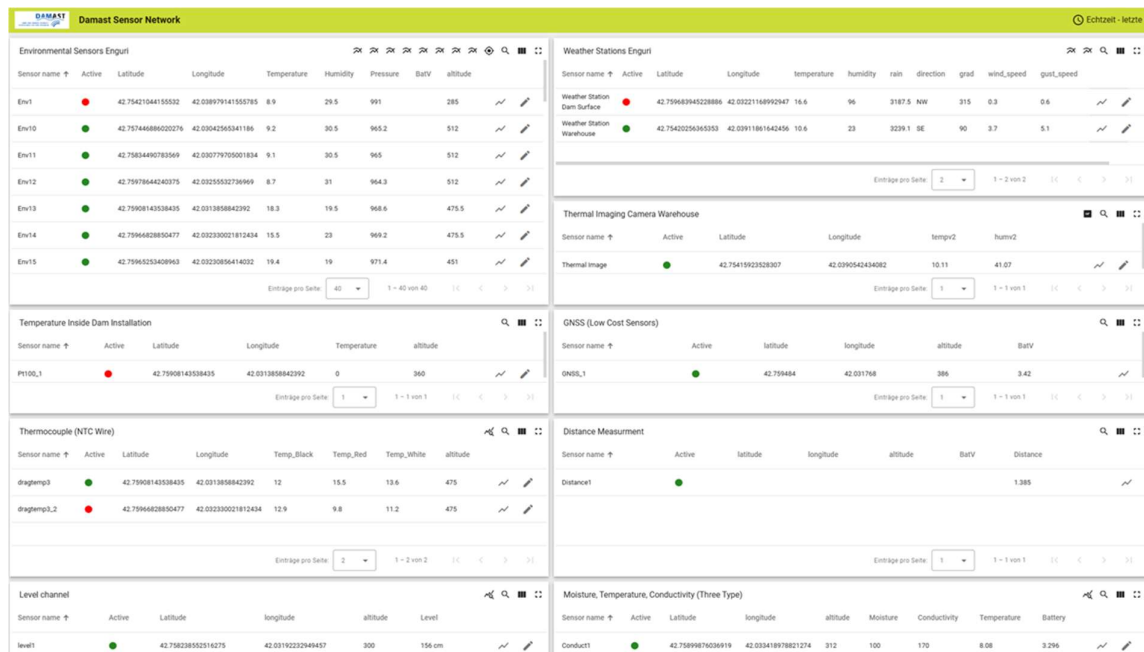 DAMAST
Damast Sensor Network
Echtzeit - letzte
Environmental Sensors Enguri
Sensor name Active Latitude Longitude Temperature Humidity Pressure BatV altitude
Env1 42.75421044155532 42.038979141555785 8.9 29.5 991 285
Env10 42.757446886020276 42.03042565341186 9.2 30.5 965.2 512
Env11 42.75834490783569 42.030779705001834 9.1 30.5 965 512
Env12 42.75978644240375 42.03255532736969 8.7 31 964.3 512
Env13 42.75908143538435 42.0313858842392 18.3 19.5 968.6 475.5
Env14 42.75966828850477 42.032330021812434 15.5 23 969.2 475.5
Env15 42.75965253408963 42.03230856414032 19.4 19 971.4 451
Einträge pro Seite: 40 1 – 40 von 40
Weather Stations Enguri
Sensor name Active Latitude Longitude temperature humidity rain direction grad wind_speed gust_speed
Weather Station
Dam Surface 42.759683945228886 42.03221168992947 16.6 96 3187.5 NW 315 0.3 0.6
Weather Station
Warehouse 42.75420256365353 42.03911861642456 10.6 23 3239.1 SE 90 3.7 5.1
Einträge pro Seite: 2 1 – 2 von 2
Thermal Imaging Camera Warehouse
Sensor name Active Latitude Longitude tempv2 humv2
Thermal Image 42.75415923528307 42.0390542434082 10.11 41.07
Einträge pro Seite: 1 1 – 1 von 1
Temperature Inside Dam Installation
Sensor name Active Latitude Longitude Temperature altitude
Pt100_1 42.75908143538435 42.0313858842392 0 360
Einträge pro Seite: 1 1 – 1 von 1
GNSS (Low Cost Sensors)
Sensor name Active latitude longitude altitude BatV
GNSS_1 42.759484 42.031768 386 3.42
Einträge pro Seite: 1 1 – 1 von 1
Thermocouple (NTC Wire)
Sensor name Active Latitude Longitude Temp_Black Temp_Red Temp_White altitude
dragtemp3 42.75908143538435 42.0313858842392 12 15.5 13.6 475
dragtemp3_2 42.75966828850477 42.032330021812434 12.9 9.8 11.2 475
Einträge pro Seite: 2 1 – 2 von 2
Distance Measurment
Sensor name Active latitude longitude altitude BatV Distance
Distance1 1.385
Einträge pro Seite: 1 1 – 1 von 1
Level channel
Sensor name Active Latitude longitude altitude Level
level1 42.758238552516275 42.03192232949457 300 156 cm
Moisture, Temperature, Conductivity (Three Type)
Sensor name Active Latitude longitude altitude Moisture Conductivity Temperature Battery
Conduct1 42.75899876036919 42.033418978821274 312 100 170 8.08 3.296